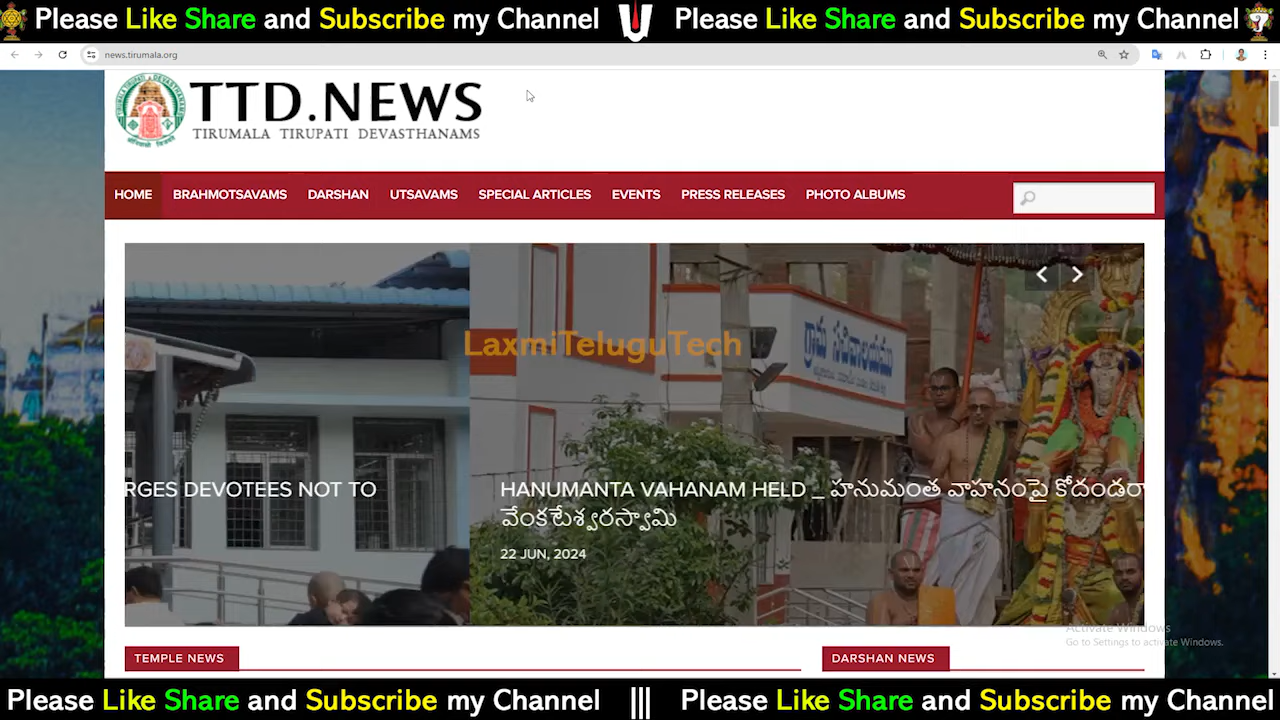 Please Like Share and Subscribe my Channel
Please Like Share and Subscribe my Channel
news.tirumala.org
TTD.NEWS
TIRUMALA TIRUPATI DEVASTHANAMS
HOME BRAHMOTSAVAMS DARSHAN UTSAVAMS SPECIAL ARTICLES EVENTS PRESS RELEASES PHOTO ALBUMS
LaxmiTeluguTech
గ్రామ సచివాలయము
RGES DEVOTEES NOT TO
HANUMANTA VAHANAM HELD _ హనుమంత వాహనంపై కోదండరా
వేంకటేశ్వరస్వామి
22 JUN, 2024
Activate Windows
Go to Settings to activate Windows.
TEMPLE NEWS
DARSHAN NEWS
Please Like Share and Subscribe my Channel ||| Please Like Share and Subscribe my Channel